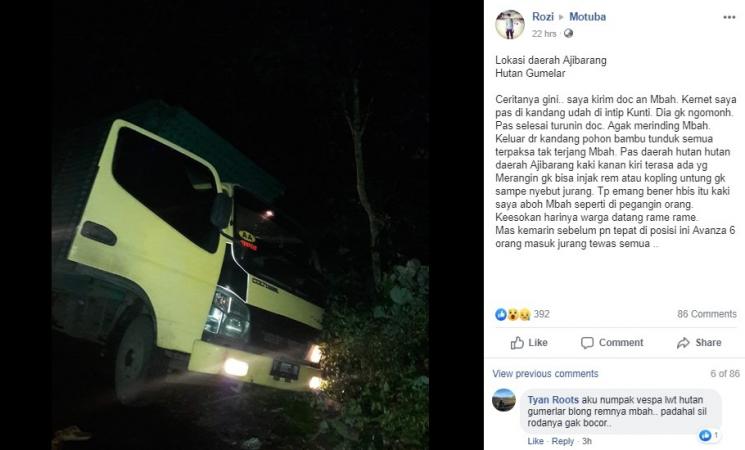 Rozi ▸ Motuba
22 hrs ·
Lokasi daerah Ajibarang
Hutan Gumelar
Ceritanya gini.. saya kirim doc an Mbah. Kernet saya
pas di kandang udah di intip Kunti. Dia gk ngomonh.
Pas selesai turunin doc. Agak merinding Mbah.
Keluar dr kandang pohon bambu tunduk semua
terpaksa tak terjang Mbah. Pas daerah hutan hutan
daerah Ajibarang kaki kanan kiri terasa ada yg
Merangin gk bisa injak rem atau kopling untung gk
sampe nyebut jurang. Tp emang bener hbis itu kaki
saya aboh Mbah seperti di pegangin orang.
Keesokan harinya warga datang rame rame.
Mas kemarin sebelum pn tepat di posisi ini Avanza 6
orang masuk jurang tewas semua ..
392
86 Comments
Like
Comment
Share
View previous comments
6 of 86
Tyan Roots aku numpak vespa lwt hutan
gumerlar blong remnya mbah.. padahal sil
rodanya gak bocor..
1
Like · Reply · 3h
AA
COLTDIESEL